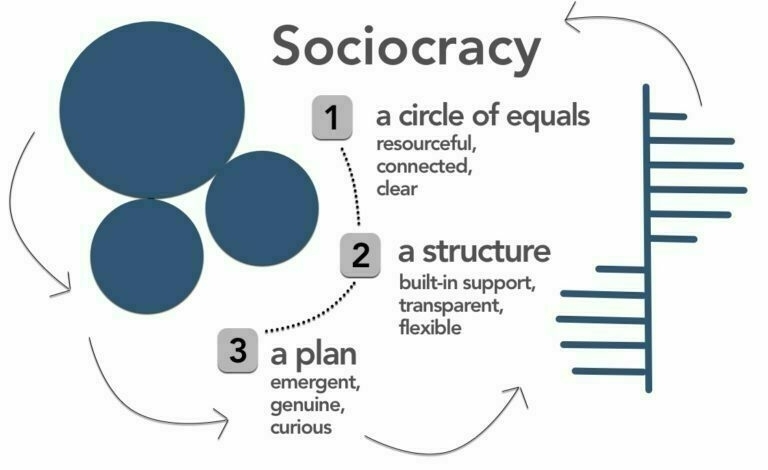 Sociocracy
1
a circle of equals
resourceful,
connected,
clear
2
a structure
built-in support,
transparent,
flexible
3
a plan
emergent,
genuine,
curious